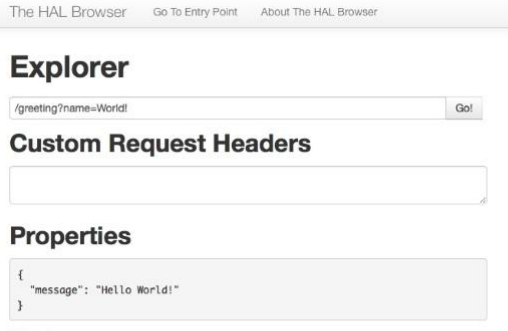 The HAL Browser Go To Entry Point About The HAL Browser
Explorer
/greeting?name=World! Go!
Custom Request Headers
Properties
{
"message": "Hello World!"
}